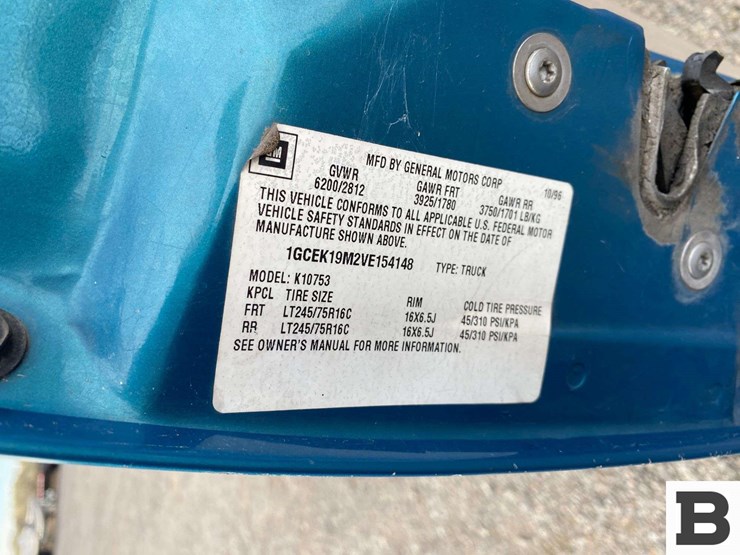 GM
MFD BY GENERAL MOTORS CORP 10/96
GVWR GAWR FRT GAWR RR
6200/2812 3925/1780 3750/1701 LB/KG
THIS VEHICLE CONFORMS TO ALL APPLICABLE U.S. FEDERAL MOTOR
VEHICLE SAFETY STANDARDS IN EFFECT ON THE DATE OF
MANUFACTURE SHOWN ABOVE.
1GCEK19M2VE154148 TYPE: TRUCK
MODEL: K10753
KPCL TIRE SIZE RIM COLD TIRE PRESSURE
FRT LT245/75R16C 16X6.5J 45/310 PSI/KPA
RR LT245/75R16C 16X6.5J 45/310 PSI/KPA
SEE OWNER'S MANUAL FOR MORE INFORMATION.
B